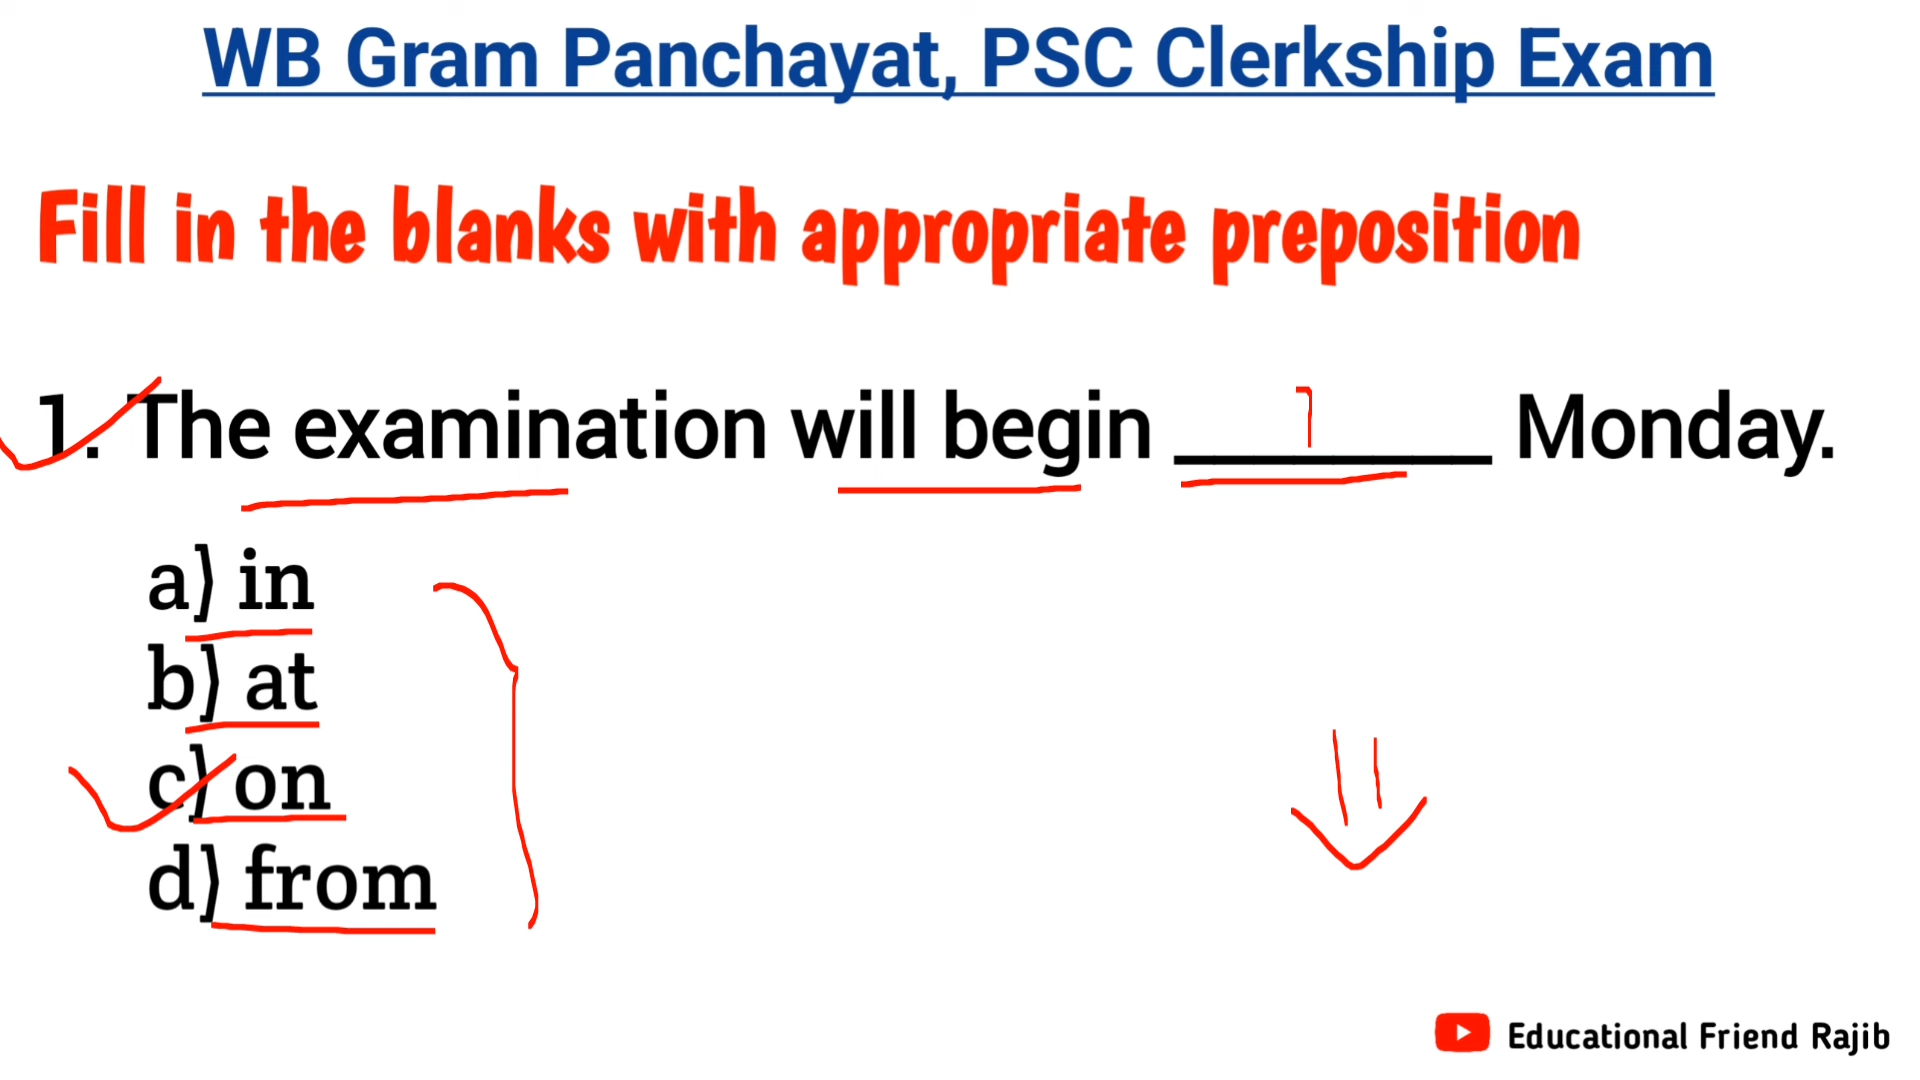 WB Gram Panchayat, PSC Clerkship Exam
Fill in the blanks with appropriate preposition
1. The examination will begin ________ Monday.
a) in
b) at
c) on
d) from
Educational Friend Rajib